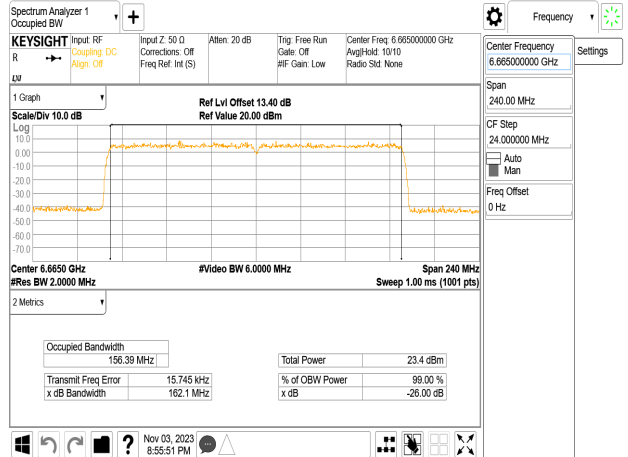 Spectrum Analyzer 1
Occupied BW
Frequency
KEYSIGHT
R
Input: RF
Coupling: DC
Align: Off
Input Z: 50 Ω
Corrections: Off
Freq Ref: Int (S)
Atten: 20 dB
Trig: Free Run
Gate: Off
#IF Gain: Low
Center Freq: 6.665000000 GHz
Avg|Hold: 10/10
Radio Std: None
Center Frequency
6.665000000 GHz
Settings
Span
240.00 MHz
CF Step
24.000000 MHz
Auto
Man
Freq Offset
0 Hz
1 Graph
Scale/Div 10.0 dB
Ref Lvl Offset 13.40 dB
Ref Value 20.00 dBm
Log
10.0
0.00
-10.0
-20.0
-30.0
-40.0
-50.0
-60.0
-70.0
Center 6.6650 GHz
#Res BW 2.0000 MHz
#Video BW 6.0000 MHz
Span 240 MHz
Sweep 1.00 ms (1001 pts)
2 Metrics
Occupied Bandwidth
156.39 MHz
Total Power 23.4 dBm
Transmit Freq Error 15.745 kHz
% of OBW Power 99.00 %
x dB Bandwidth 162.1 MHz
x dB -26.00 dB
?
Nov 03, 2023
8:55:51 PM